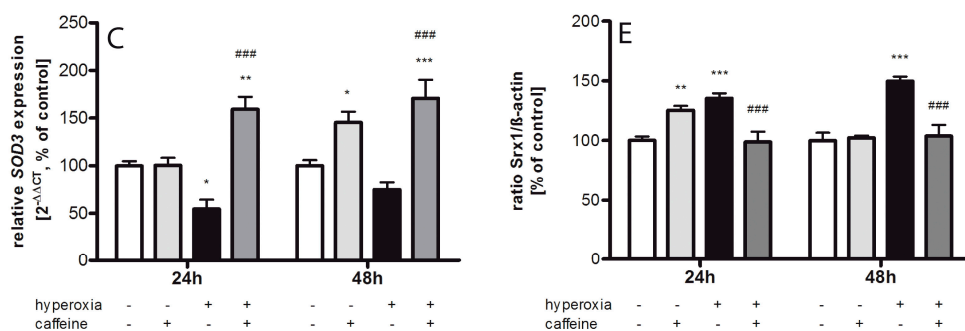 C
relative SOD3 expression
[2-ΔΔCT, % of control]
250
200
150
100
50
0
*
**
###
*
***
###
24h
48h
hyperoxia - - + + - - + +
caffeine - + - + - + - +
E
ratio Srx1/ß-actin
[% of control]
200
150
100
50
0
**
***
###
***
###
24h
48h
hyperoxia - - + + - - + +
caffeine - + - + - + - +